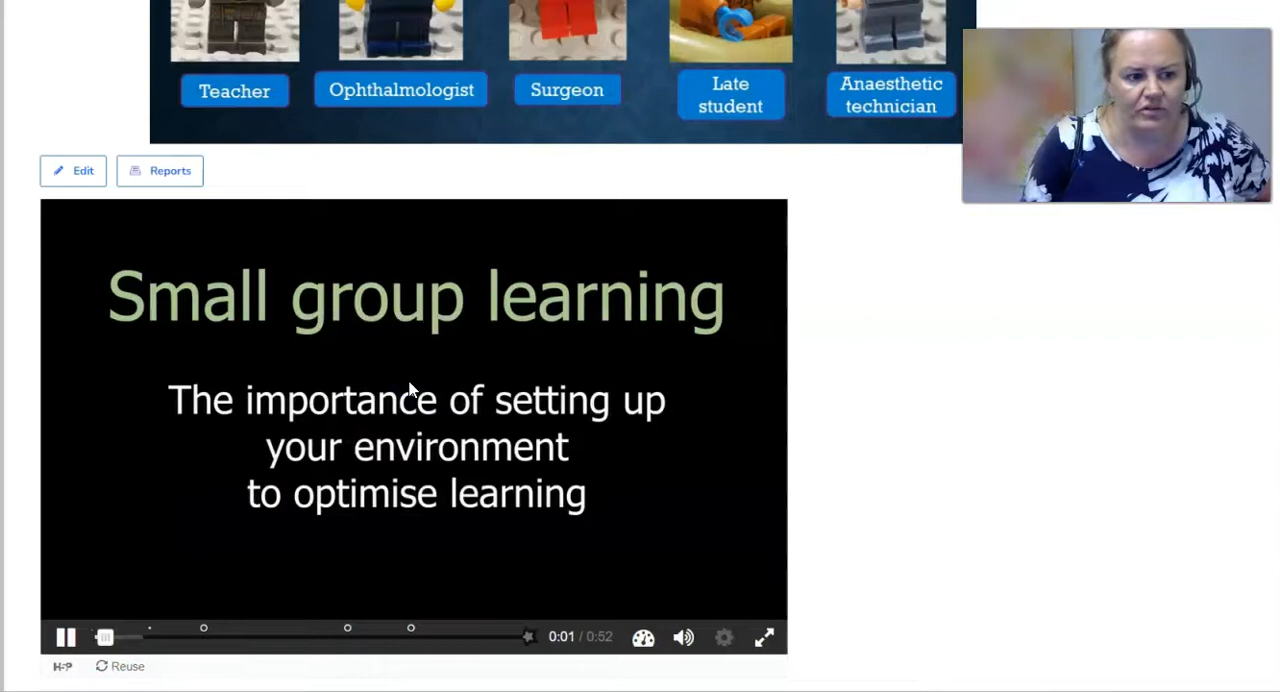 Teacher
Ophthalmologist
Surgeon
Late
student
Anaesthetic
technician
Edit
Reports
Small group learning
The importance of setting up
your environment
to optimise learning
0:01 / 0:52
H-P
Reuse